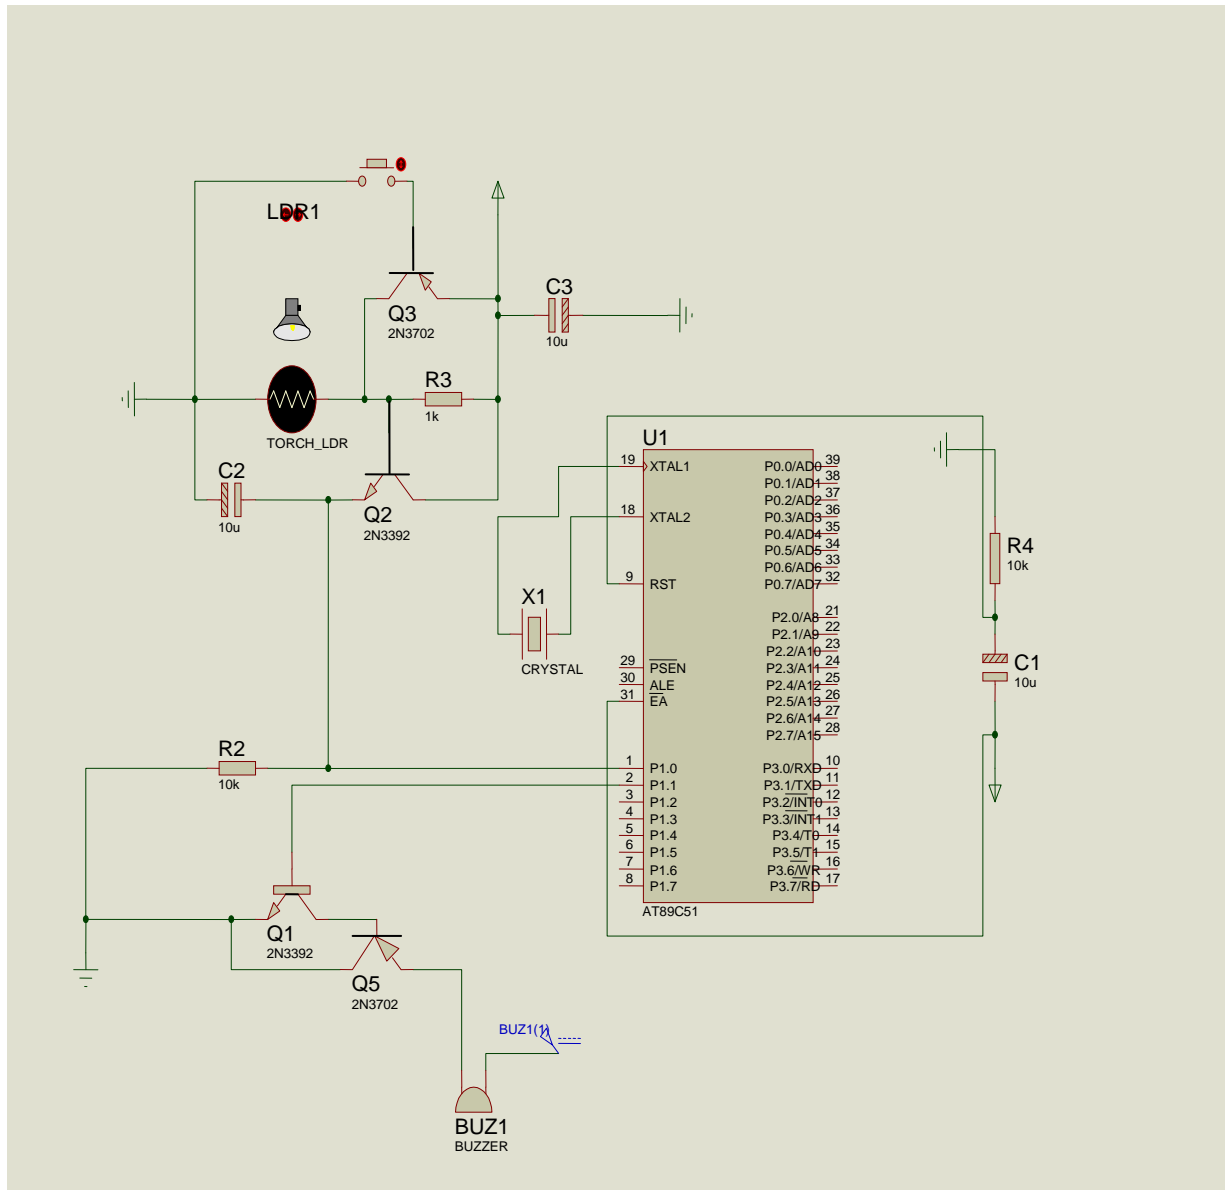 LDR1
C3
10u
Q3
2N3702
R3
1k
TORCH_LDR
C2
10u
Q2
2N3392
U1
19
XTAL1
18
XTAL2
9
RST
29
PSEN
30
ALE
31
EA
1
P1.0
2
P1.1
3
P1.2
4
P1.3
5
P1.4
6
P1.5
7
P1.6
8
P1.7
P0.0/AD0
39
P0.1/AD1
38
P0.2/AD2
37
P0.3/AD3
36
P0.4/AD4
35
P0.5/AD5
34
P0.6/AD6
33
P0.7/AD7
32
P2.0/A8
21
P2.1/A9
22
P2.2/A10
23
P2.3/A11
24
P2.4/A12
25
P2.5/A13
26
P2.6/A14
27
P2.7/A15
28
P3.0/RXD
10
P3.1/TXD
11
P3.2/INT0
12
P3.3/INT1
13
P3.4/T0
14
P3.5/T1
15
P3.6/WR
16
P3.7/RD
17
AT89C51
R4
10k
C1
10u
X1
CRYSTAL
R2
10k
Q1
2N3392
Q5
2N3702
BUZ1(1)
BUZ1
BUZZER